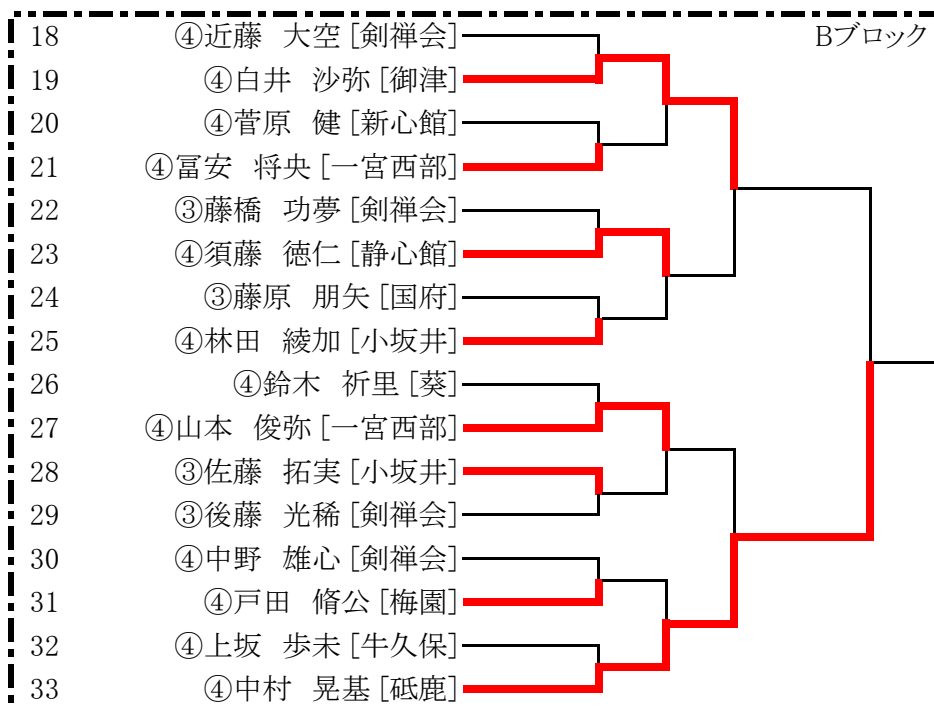 18 ④近藤 大空 [剣禅会] Bブロック
19 ④白井 沙弥 [御津]
20 ④菅原 健 [新心館]
21 ④冨安 将央 [一宮西部]
22 ③藤橋 功夢 [剣禅会]
23 ④須藤 徳仁 [静心館]
24 ③藤原 朋矢 [国府]
25 ④林田 綾加 [小坂井]
26 ④鈴木 祈里 [葵]
27 ④山本 俊弥 [一宮西部]
28 ③佐藤 拓実 [小坂井]
29 ③後藤 光稀 [剣禅会]
30 ④中野 雄心 [剣禅会]
31 ④戸田 脩公 [梅園]
32 ④上坂 歩未 [牛久保]
33 ④中村 晃基 [砥鹿]